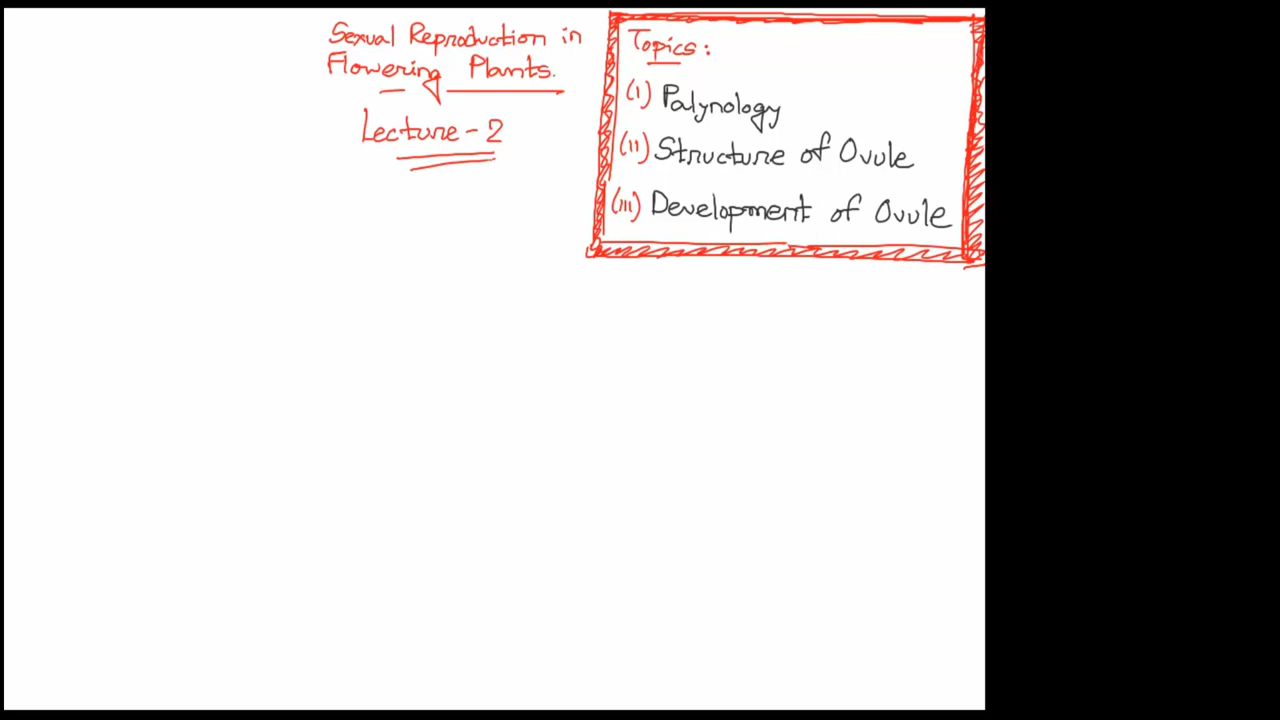 Sexual Reproduction in
Flowering Plants.
Lecture - 2
Topics :
(I) Palynology
(II) Structure of Ovule
(III) Development of Ovule